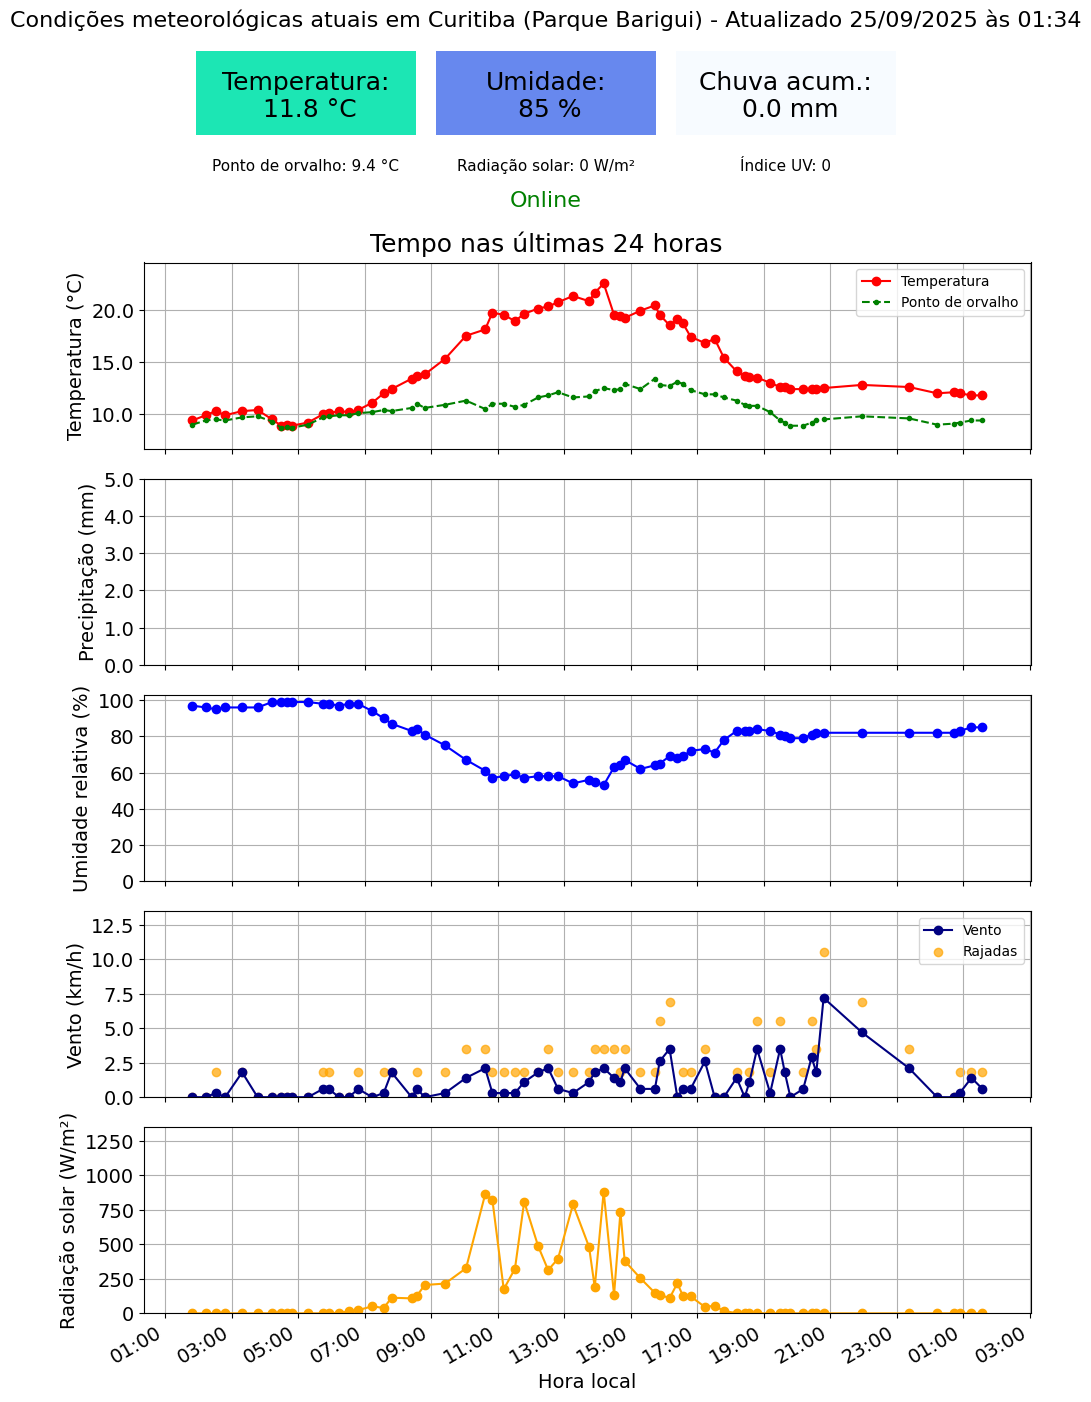 Condições meteorológicas atuais em Curitiba (Parque Barigui) - Atualizado 25/09/2025 às 01:34
Temperatura:
11.8 °C
Umidade:
85 %
Chuva acum.:
0.0 mm
Ponto de orvalho: 9.4 °C
Radiação solar: 0 W/m²
Índice UV: 0
Online
Tempo nas últimas 24 horas
Temperatura (°C)
20.0
15.0
10.0
Temperatura
Ponto de orvalho
Precipitação (mm)
5.0
4.0
3.0
2.0
1.0
0.0
Umidade relativa (%)
100
80
60
40
20
0
Vento (km/h)
12.5
10.0
7.5
5.0
2.5
0.0
Vento
Rajadas
Radiação solar (W/m²)
1250
1000
750
500
250
0
01:00
03:00
05:00
07:00
09:00
11:00
13:00
15:00
17:00
19:00
21:00
23:00
01:00
03:00
Hora local